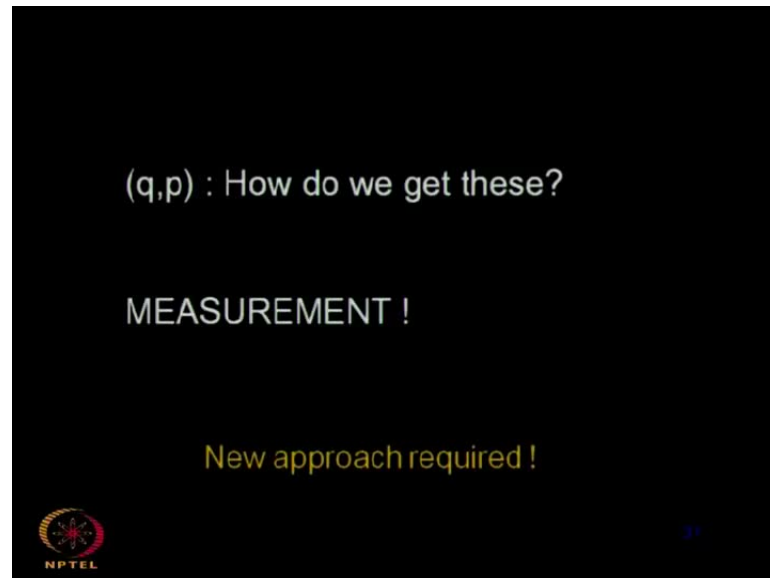 (q,p) : How do we get these?
MEASUREMENT !
New approach required !
NPTEL